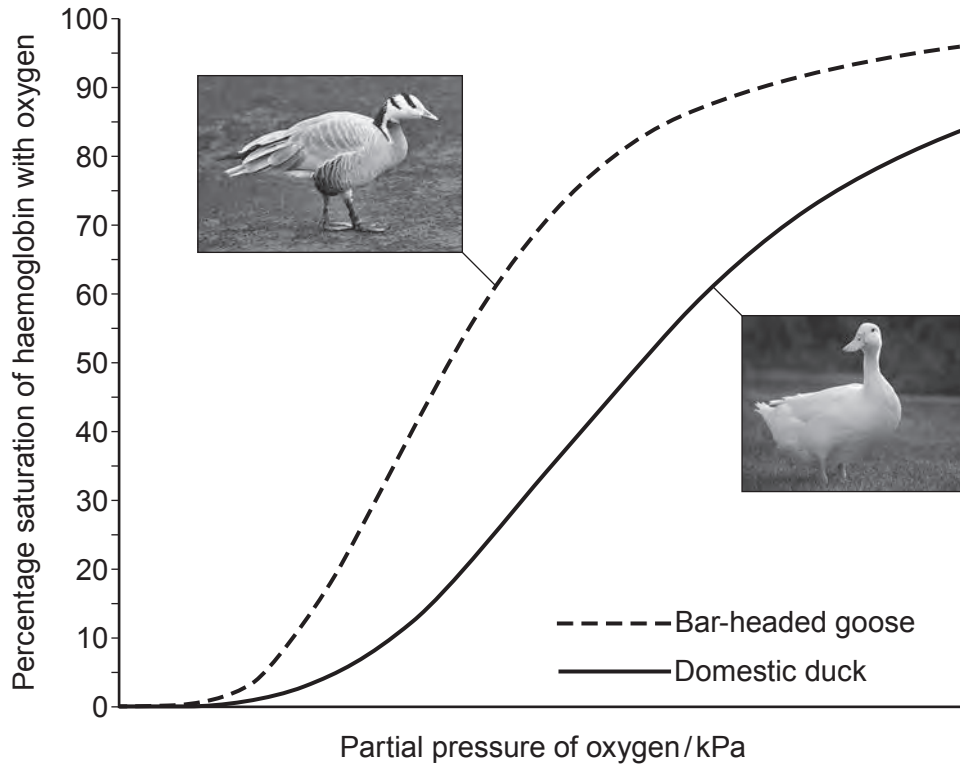 Percentage saturation of haemoglobin with oxygen
100
90
80
70
60
50
40
30
20
10
0
Bar-headed goose
Domestic duck
Partial pressure of oxygen/kPa